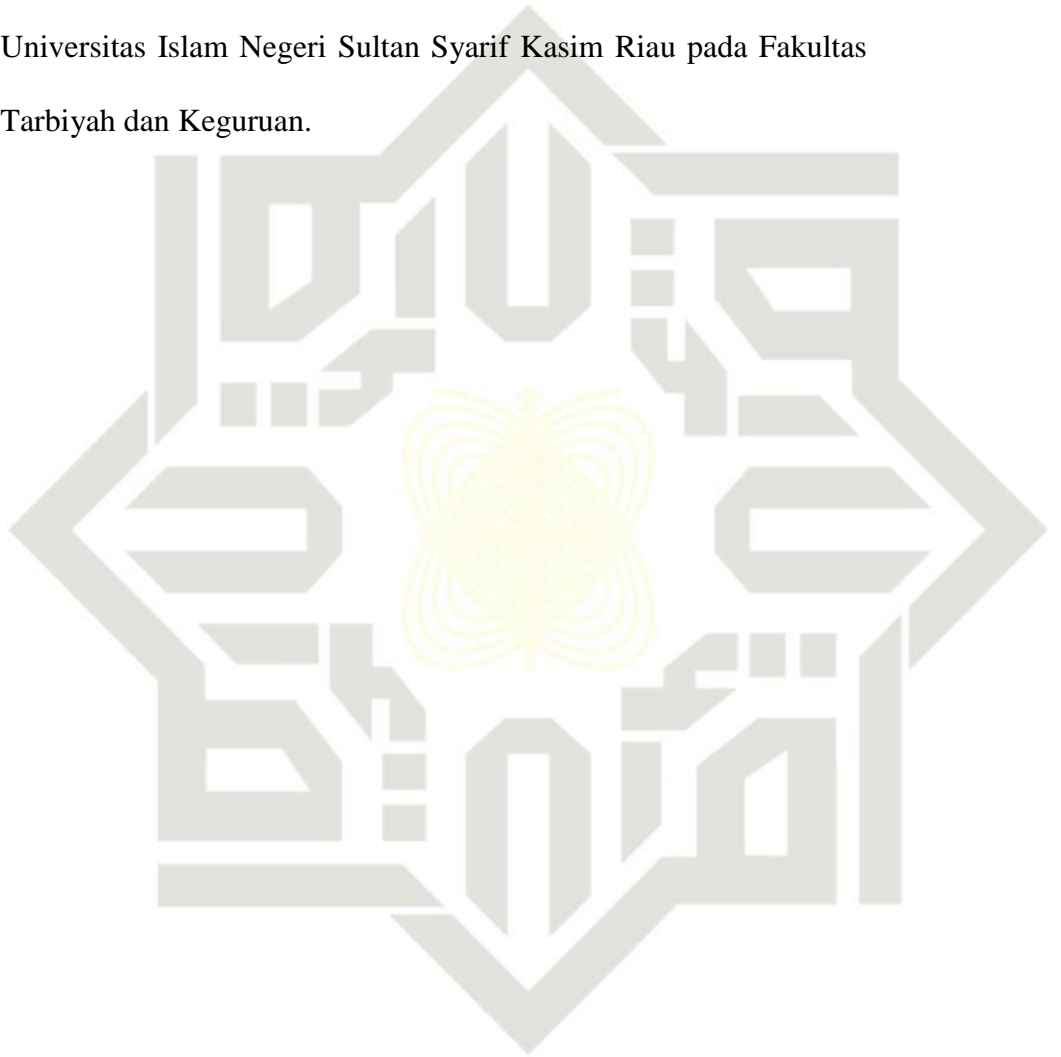 Universitas Islam Negeri Sultan Syarif Kasim Riau pada Fakultas
Tarbiyah dan Keguruan.